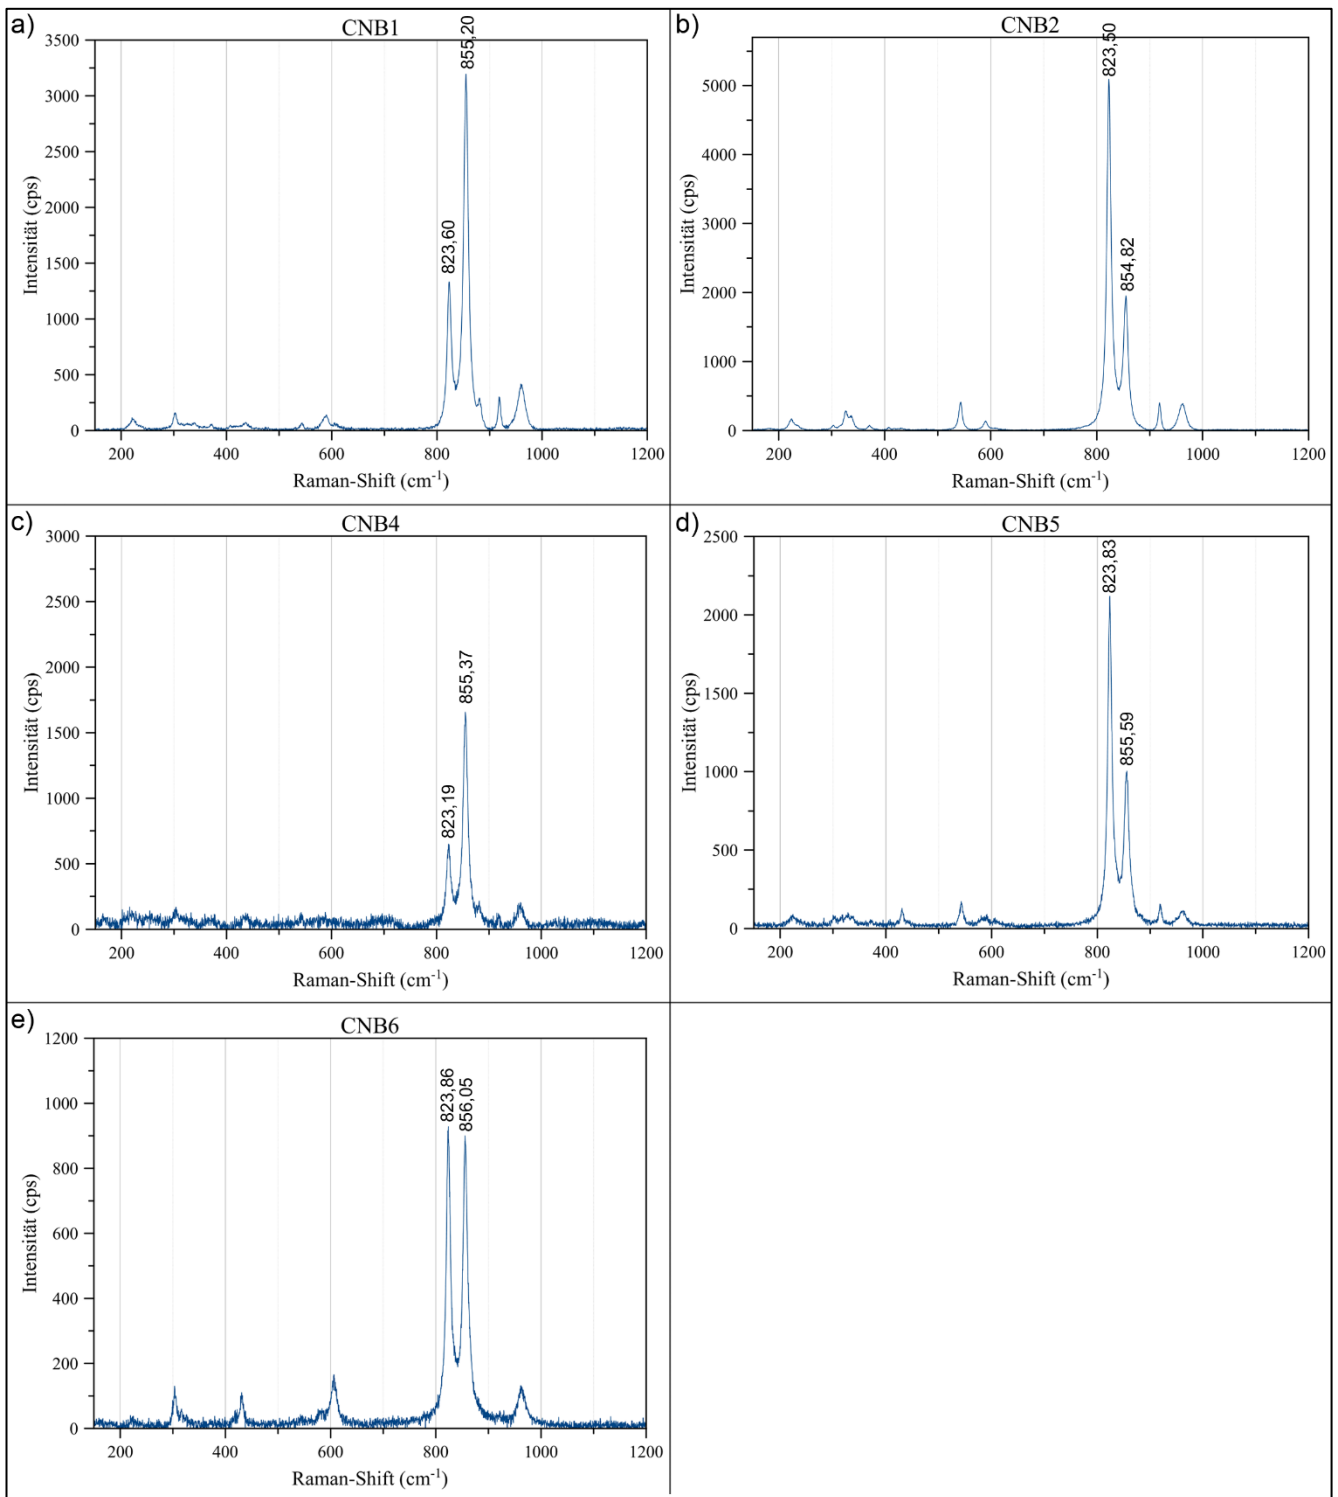 a)
CNB1
855,20
823,60
3500
3000
2500
2000
1500
1000
500
0
Intensität (cps)
200 400 600 800 1000 1200
Raman-Shift (cm⁻¹)
b)
CNB2
823,50
854,82
5000
4000
3000
2000
1000
0
Intensität (cps)
200 400 600 800 1000 1200
Raman-Shift (cm⁻¹)
c)
CNB4
855,37
823,19
3000
2500
2000
1500
1000
500
0
Intensität (cps)
200 400 600 800 1000 1200
Raman-Shift (cm⁻¹)
d)
CNB5
823,83
855,59
2500
2000
1500
1000
500
0
Intensität (cps)
200 400 600 800 1000 1200
Raman-Shift (cm⁻¹)
e)
CNB6
823,86
856,05
1200
1000
800
600
400
200
0
Intensität (cps)
200 400 600 800 1000 1200
Raman-Shift (cm⁻¹)